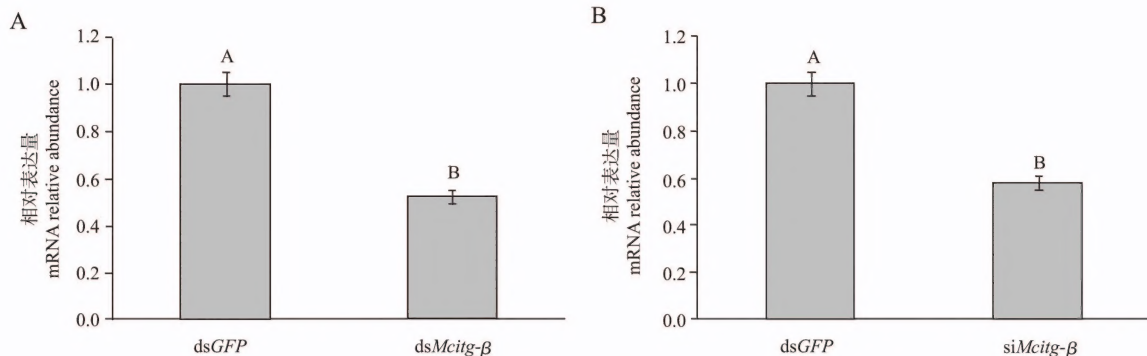 A
相对表达量
mRNA relative abundance
1.2
1.0
0.8
0.6
0.4
0.2
0.0
A
B
dsGFP
dsMcitg-β
B
相对表达量
mRNA relative abundance
1.2
1.0
0.8
0.6
0.4
0.2
0.0
A
B
dsGFP
siMcitg-β